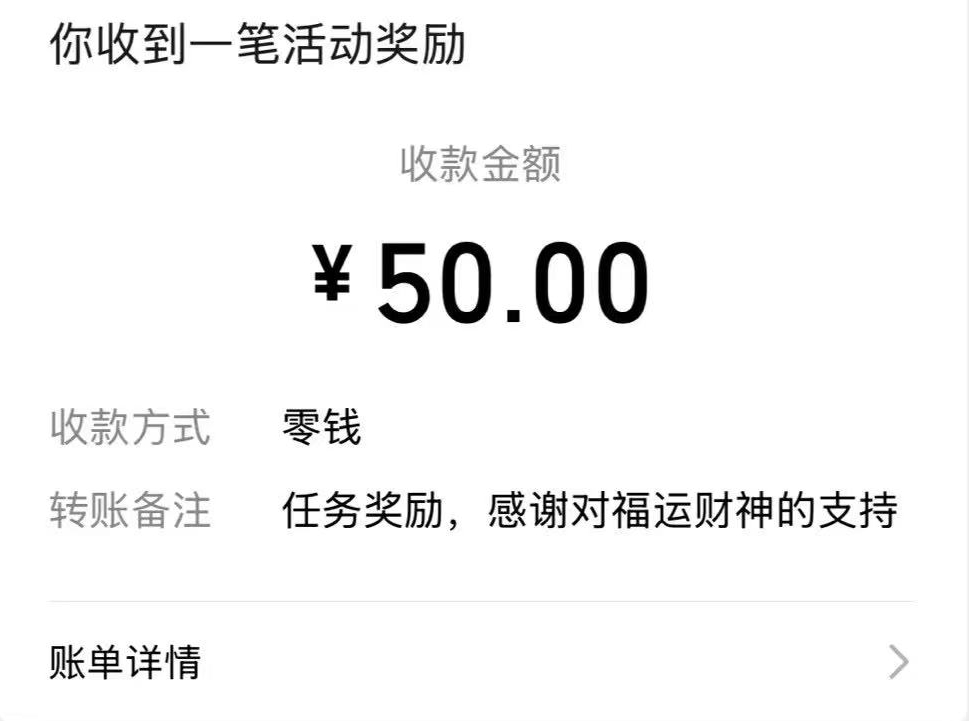 你收到一笔活动奖励
收款金额
¥50.00
收款方式 零钱
转账备注 任务奖励，感谢对福运财神的支持
账单详情